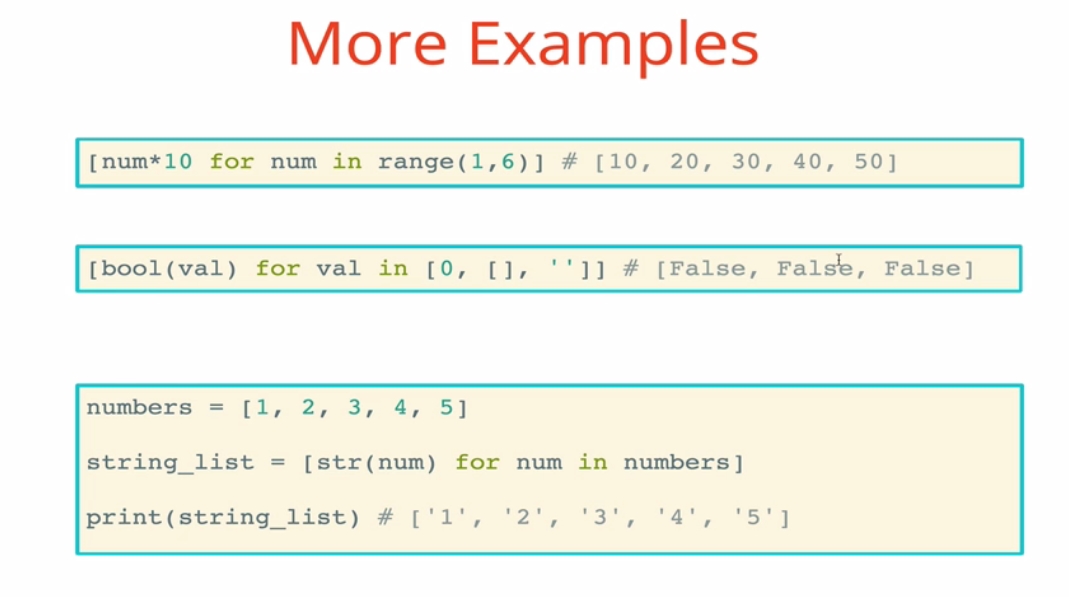 More Examples
[num*10 for num in range(1,6)] # [10, 20, 30, 40, 50]
[bool(val) for val in [0, [], '']] # [False, False, False]
numbers = [1, 2, 3, 4, 5]
string_list = [str(num) for num in numbers]
print(string_list) # ['1', '2', '3', '4', '5']